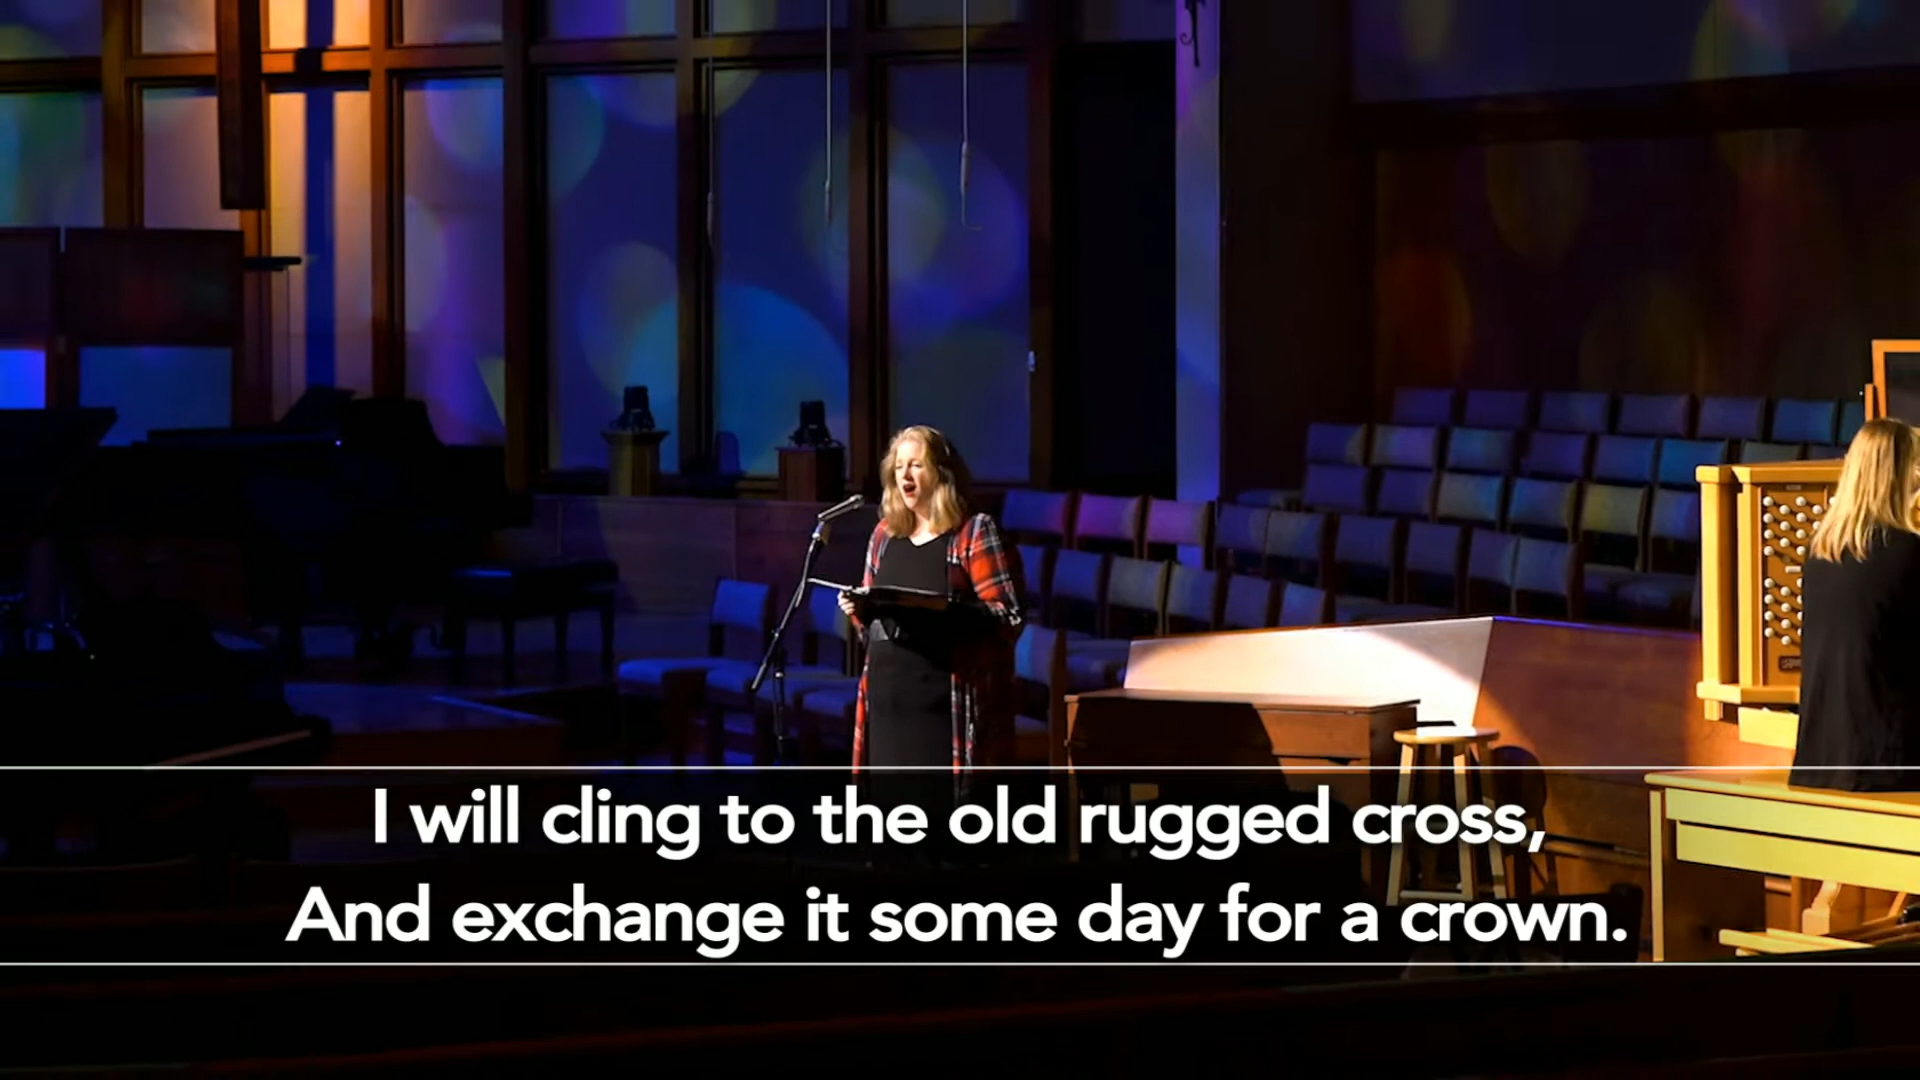 I will cling to the old rugged cross,
And exchange it some day for a crown.